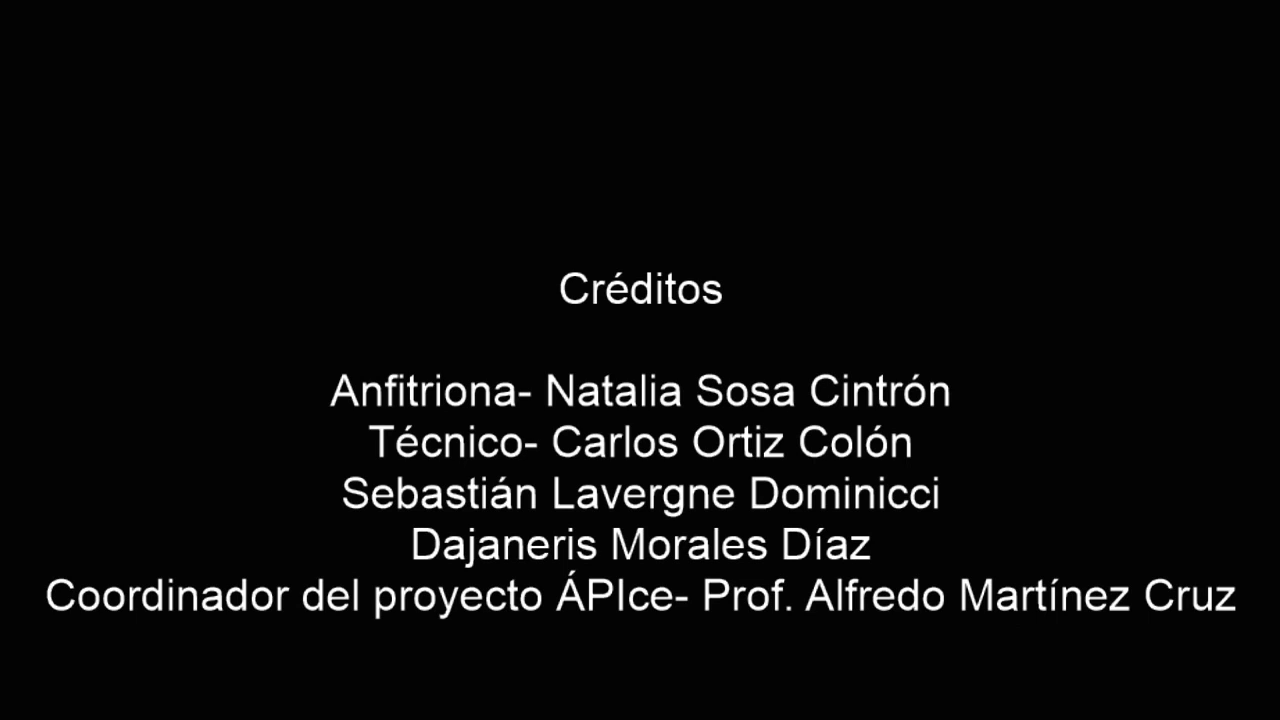 Créditos
Anfitriona- Natalia Sosa Cintrón
Técnico- Carlos Ortiz Colón
Sebastián Lavergne Dominicci
Dajaneris Morales Díaz
Coordinador del proyecto ÁPIce- Prof. Alfredo Martínez Cruz